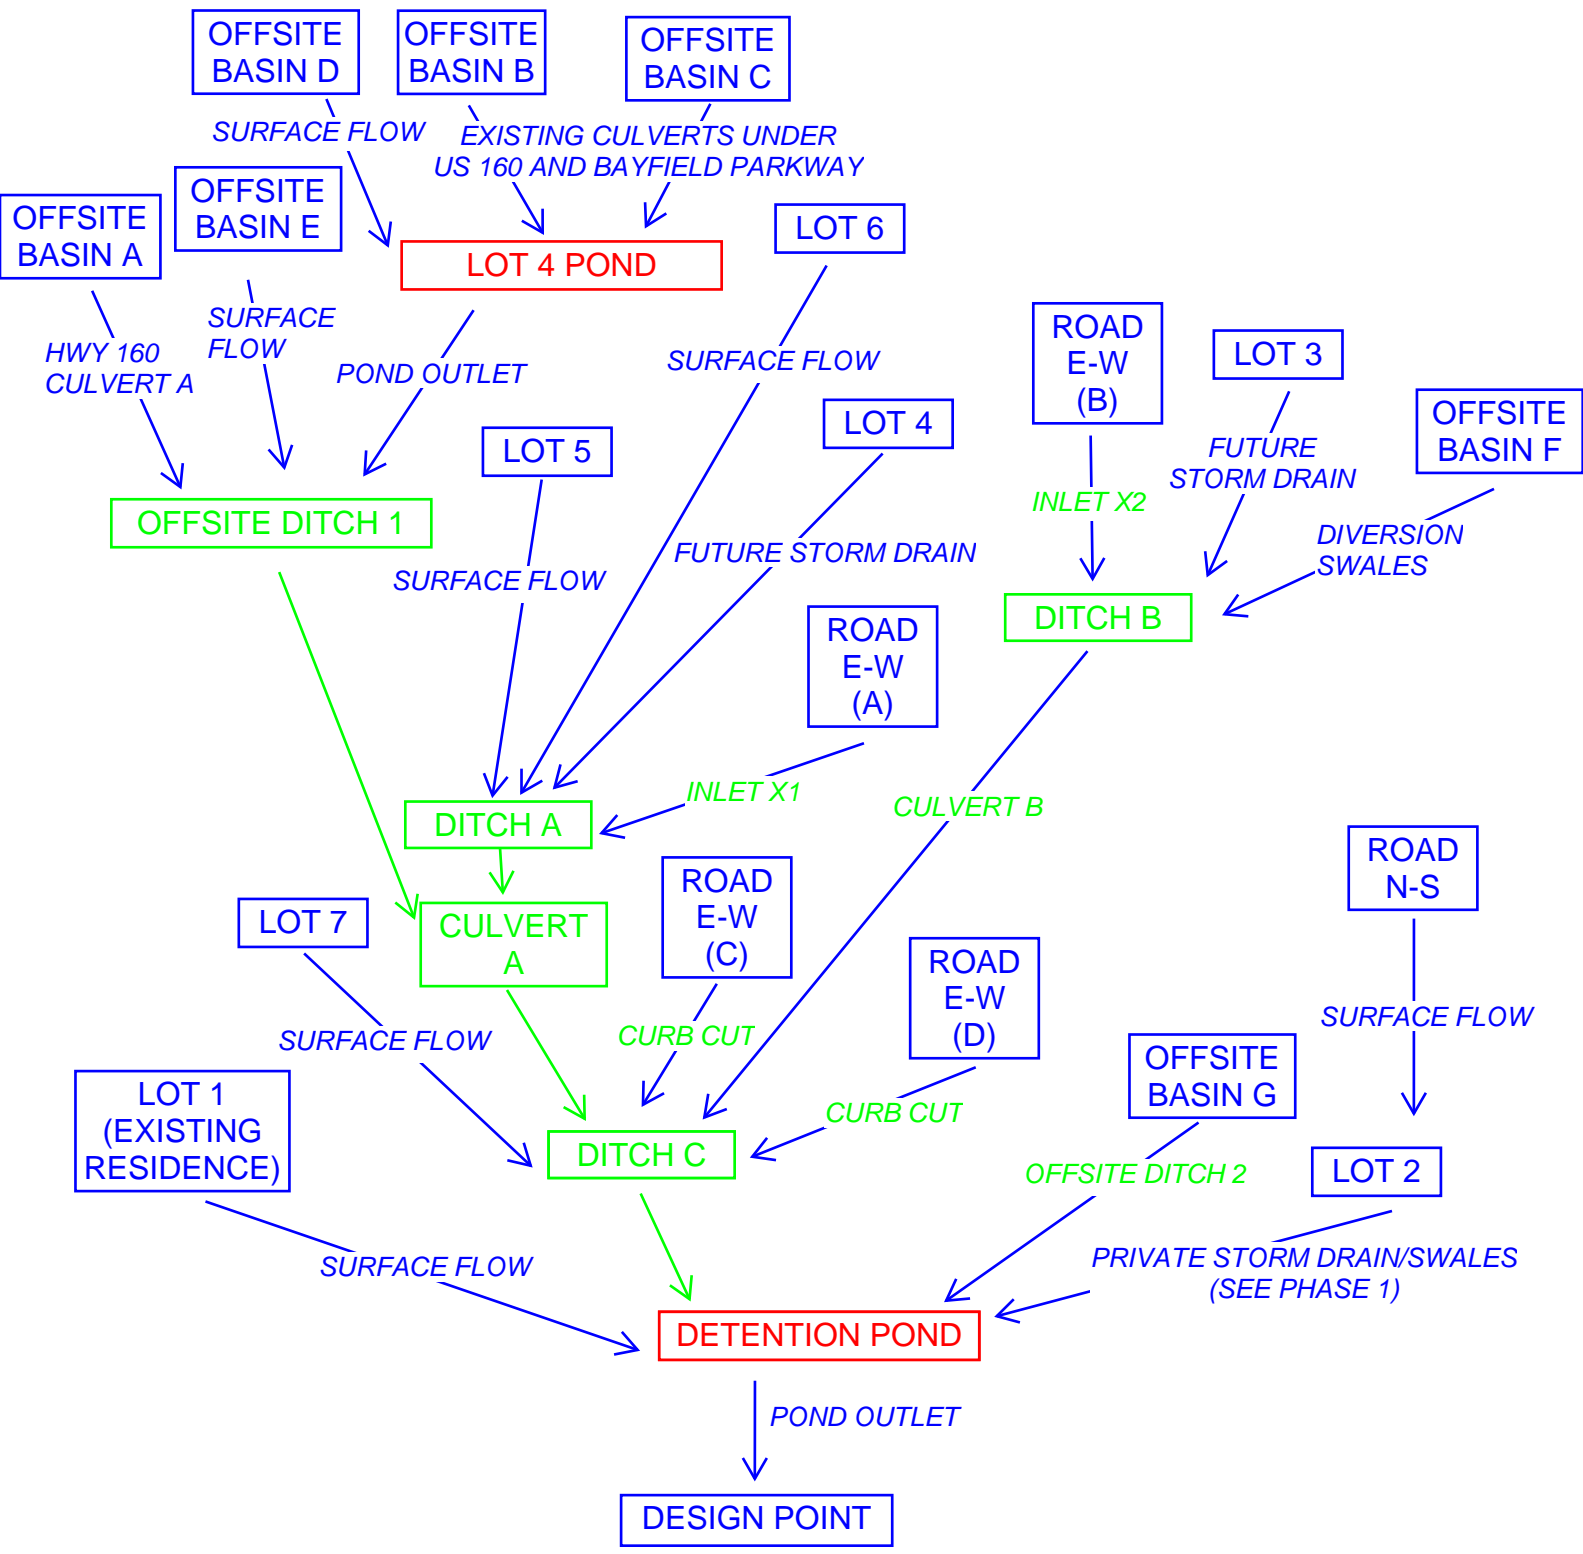 OFFSITE
BASIN D
OFFSITE
BASIN B
OFFSITE
BASIN C
SURFACE FLOW
EXISTING CULVERTS UNDER
US 160 AND BAYFIELD PARKWAY
OFFSITE
BASIN A
OFFSITE
BASIN E
LOT 6
LOT 4 POND
HWY 160
CULVERT A
SURFACE
FLOW
POND OUTLET
SURFACE FLOW
ROAD
E-W
(B)
LOT 3
OFFSITE
BASIN F
LOT 5
LOT 4
FUTURE
STORM DRAIN
INLET X2
OFFSITE DITCH 1
DIVERSION
SWALES
SURFACE FLOW
FUTURE STORM DRAIN
DITCH B
ROAD
E-W
(A)
INLET X1
CULVERT B
DITCH A
ROAD
N-S
LOT 7
CULVERT
A
ROAD
E-W
(C)
ROAD
E-W
(D)
SURFACE FLOW
CURB CUT
SURFACE FLOW
OFFSITE
BASIN G
LOT 1
(EXISTING
RESIDENCE)
CURB CUT
DITCH C
OFFSITE DITCH 2
LOT 2
SURFACE FLOW
PRIVATE STORM DRAIN/SWALES
(SEE PHASE 1)
DETENTION POND
POND OUTLET
DESIGN POINT